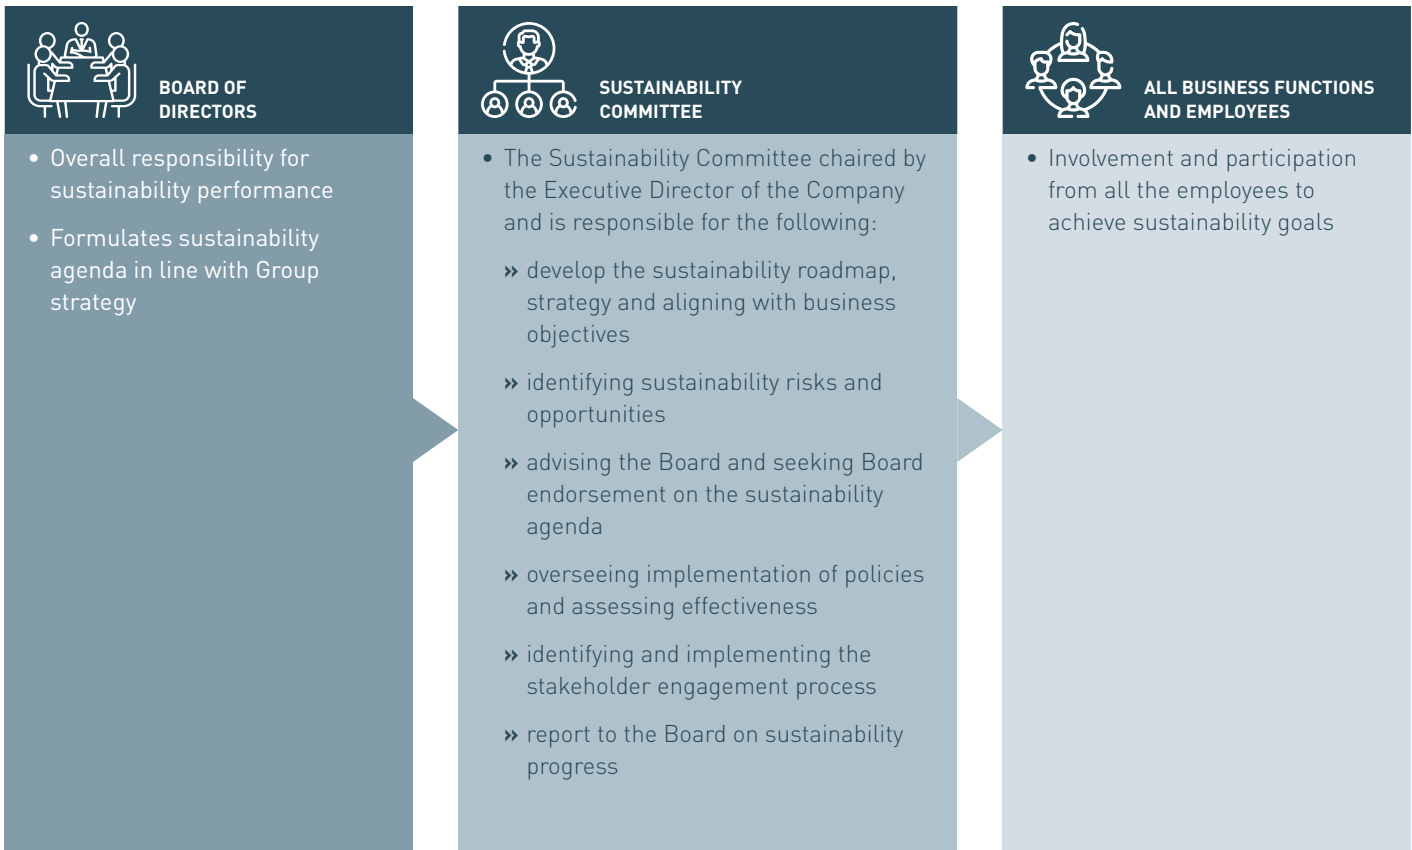 BOARD OF
DIRECTORS
• Overall responsibility for
sustainability performance
• Formulates sustainability
agenda in line with Group
strategy
SUSTAINABILITY
COMMITTEE
• The Sustainability Committee chaired by
the Executive Director of the Company
and is responsible for the following:
» develop the sustainability roadmap,
strategy and aligning with business
objectives
» identifying sustainability risks and
opportunities
» advising the Board and seeking Board
endorsement on the sustainability
agenda
» overseeing implementation of policies
and assessing effectiveness
» identifying and implementing the
stakeholder engagement process
» report to the Board on sustainability
progress
ALL BUSINESS FUNCTIONS
AND EMPLOYEES
• Involvement and participation
from all the employees to
achieve sustainability goals